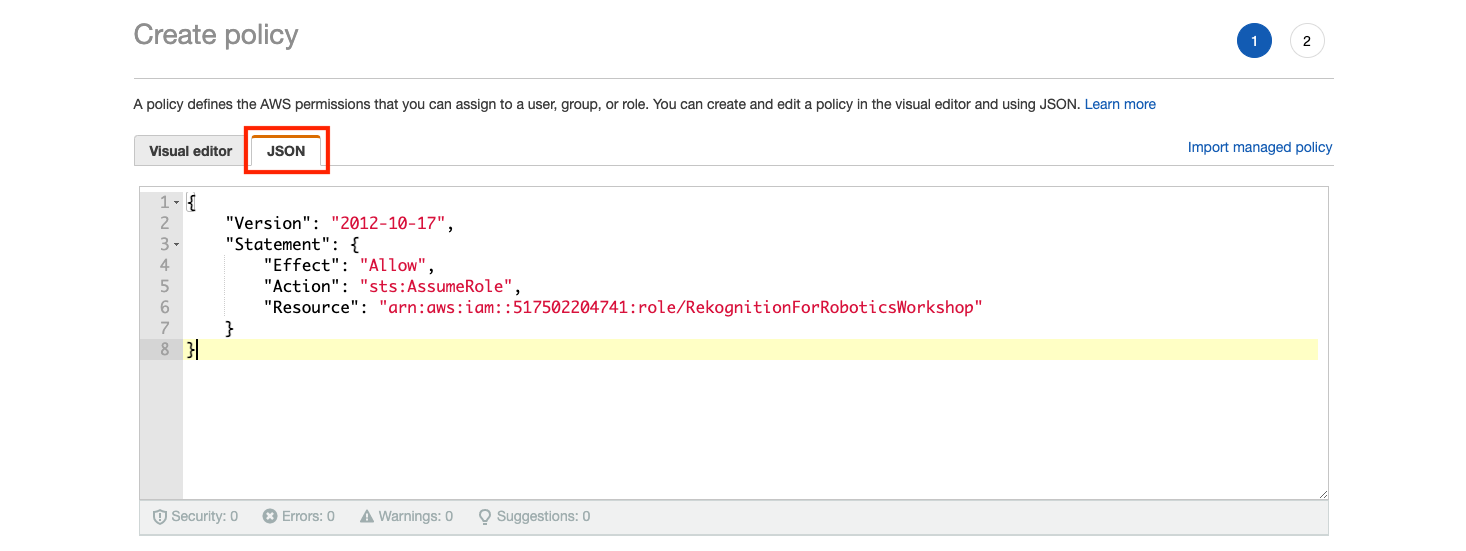 Create policy
1 2
A policy defines the AWS permissions that you can assign to a user, group, or role. You can create and edit a policy in the visual editor and using JSON. Learn more
Visual editor JSON Import managed policy
1 {
2 "Version": "2012-10-17",
3 "Statement": {
4 "Effect": "Allow",
5 "Action": "sts:AssumeRole",
6 "Resource": "arn:aws:iam::517502204741:role/RekognitionForRoboticsWorkshop"
7 }
8 }
Security: 0 Errors: 0 Warnings: 0 Suggestions: 0